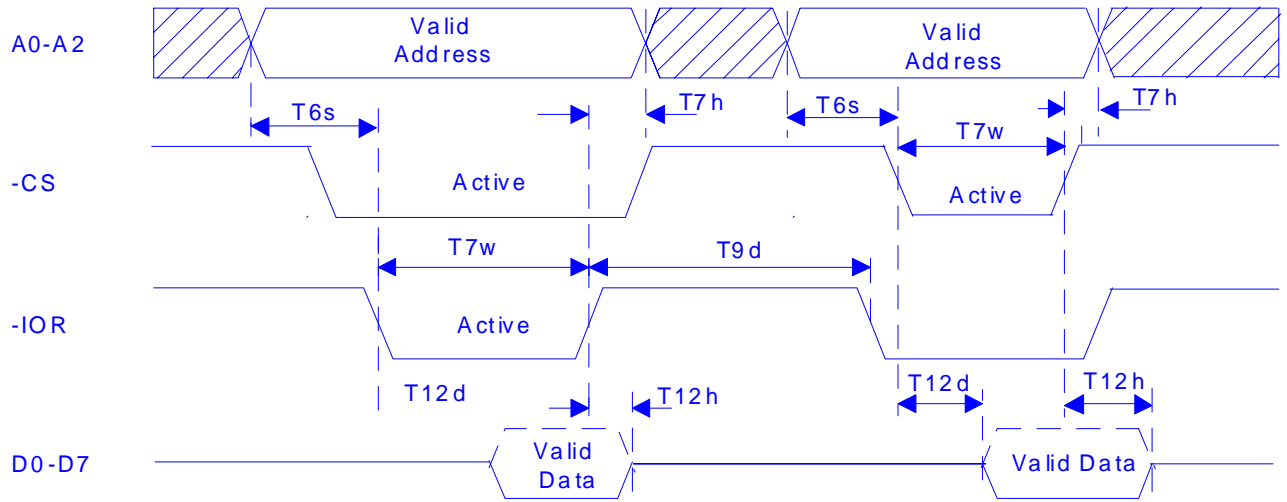 A0-A2
Valid
Address
Valid
Address
T6s
T7h
T6s
T7h
T7w
-CS
Active
Active
T7w
T9d
-IOR
Active
T12d
T12h
T12d
T12h
D0-D7
Valid
Data
Valid Data